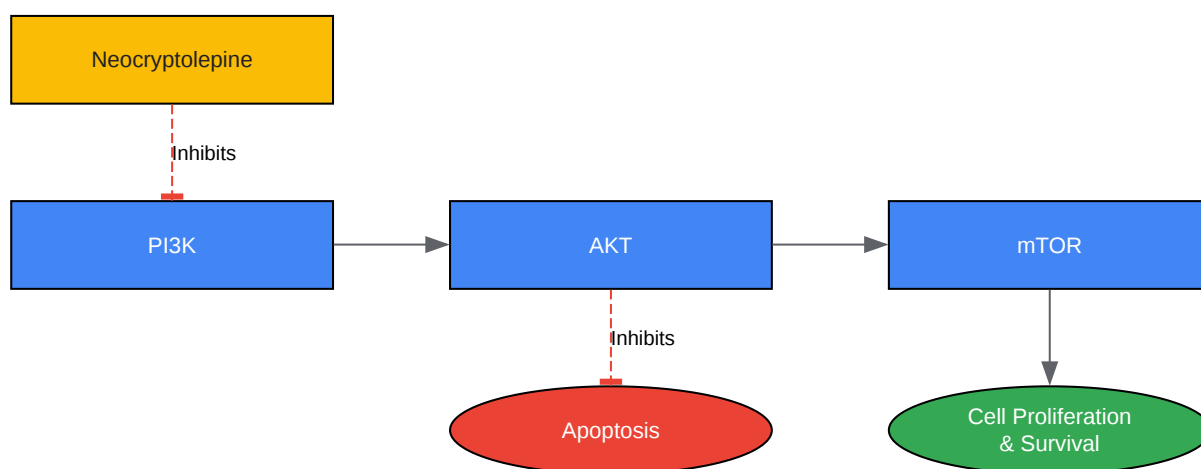 Neocryptolepine
Inhibits
PI3K
AKT
mTOR
Inhibits
Apoptosis
Cell Proliferation
& Survival